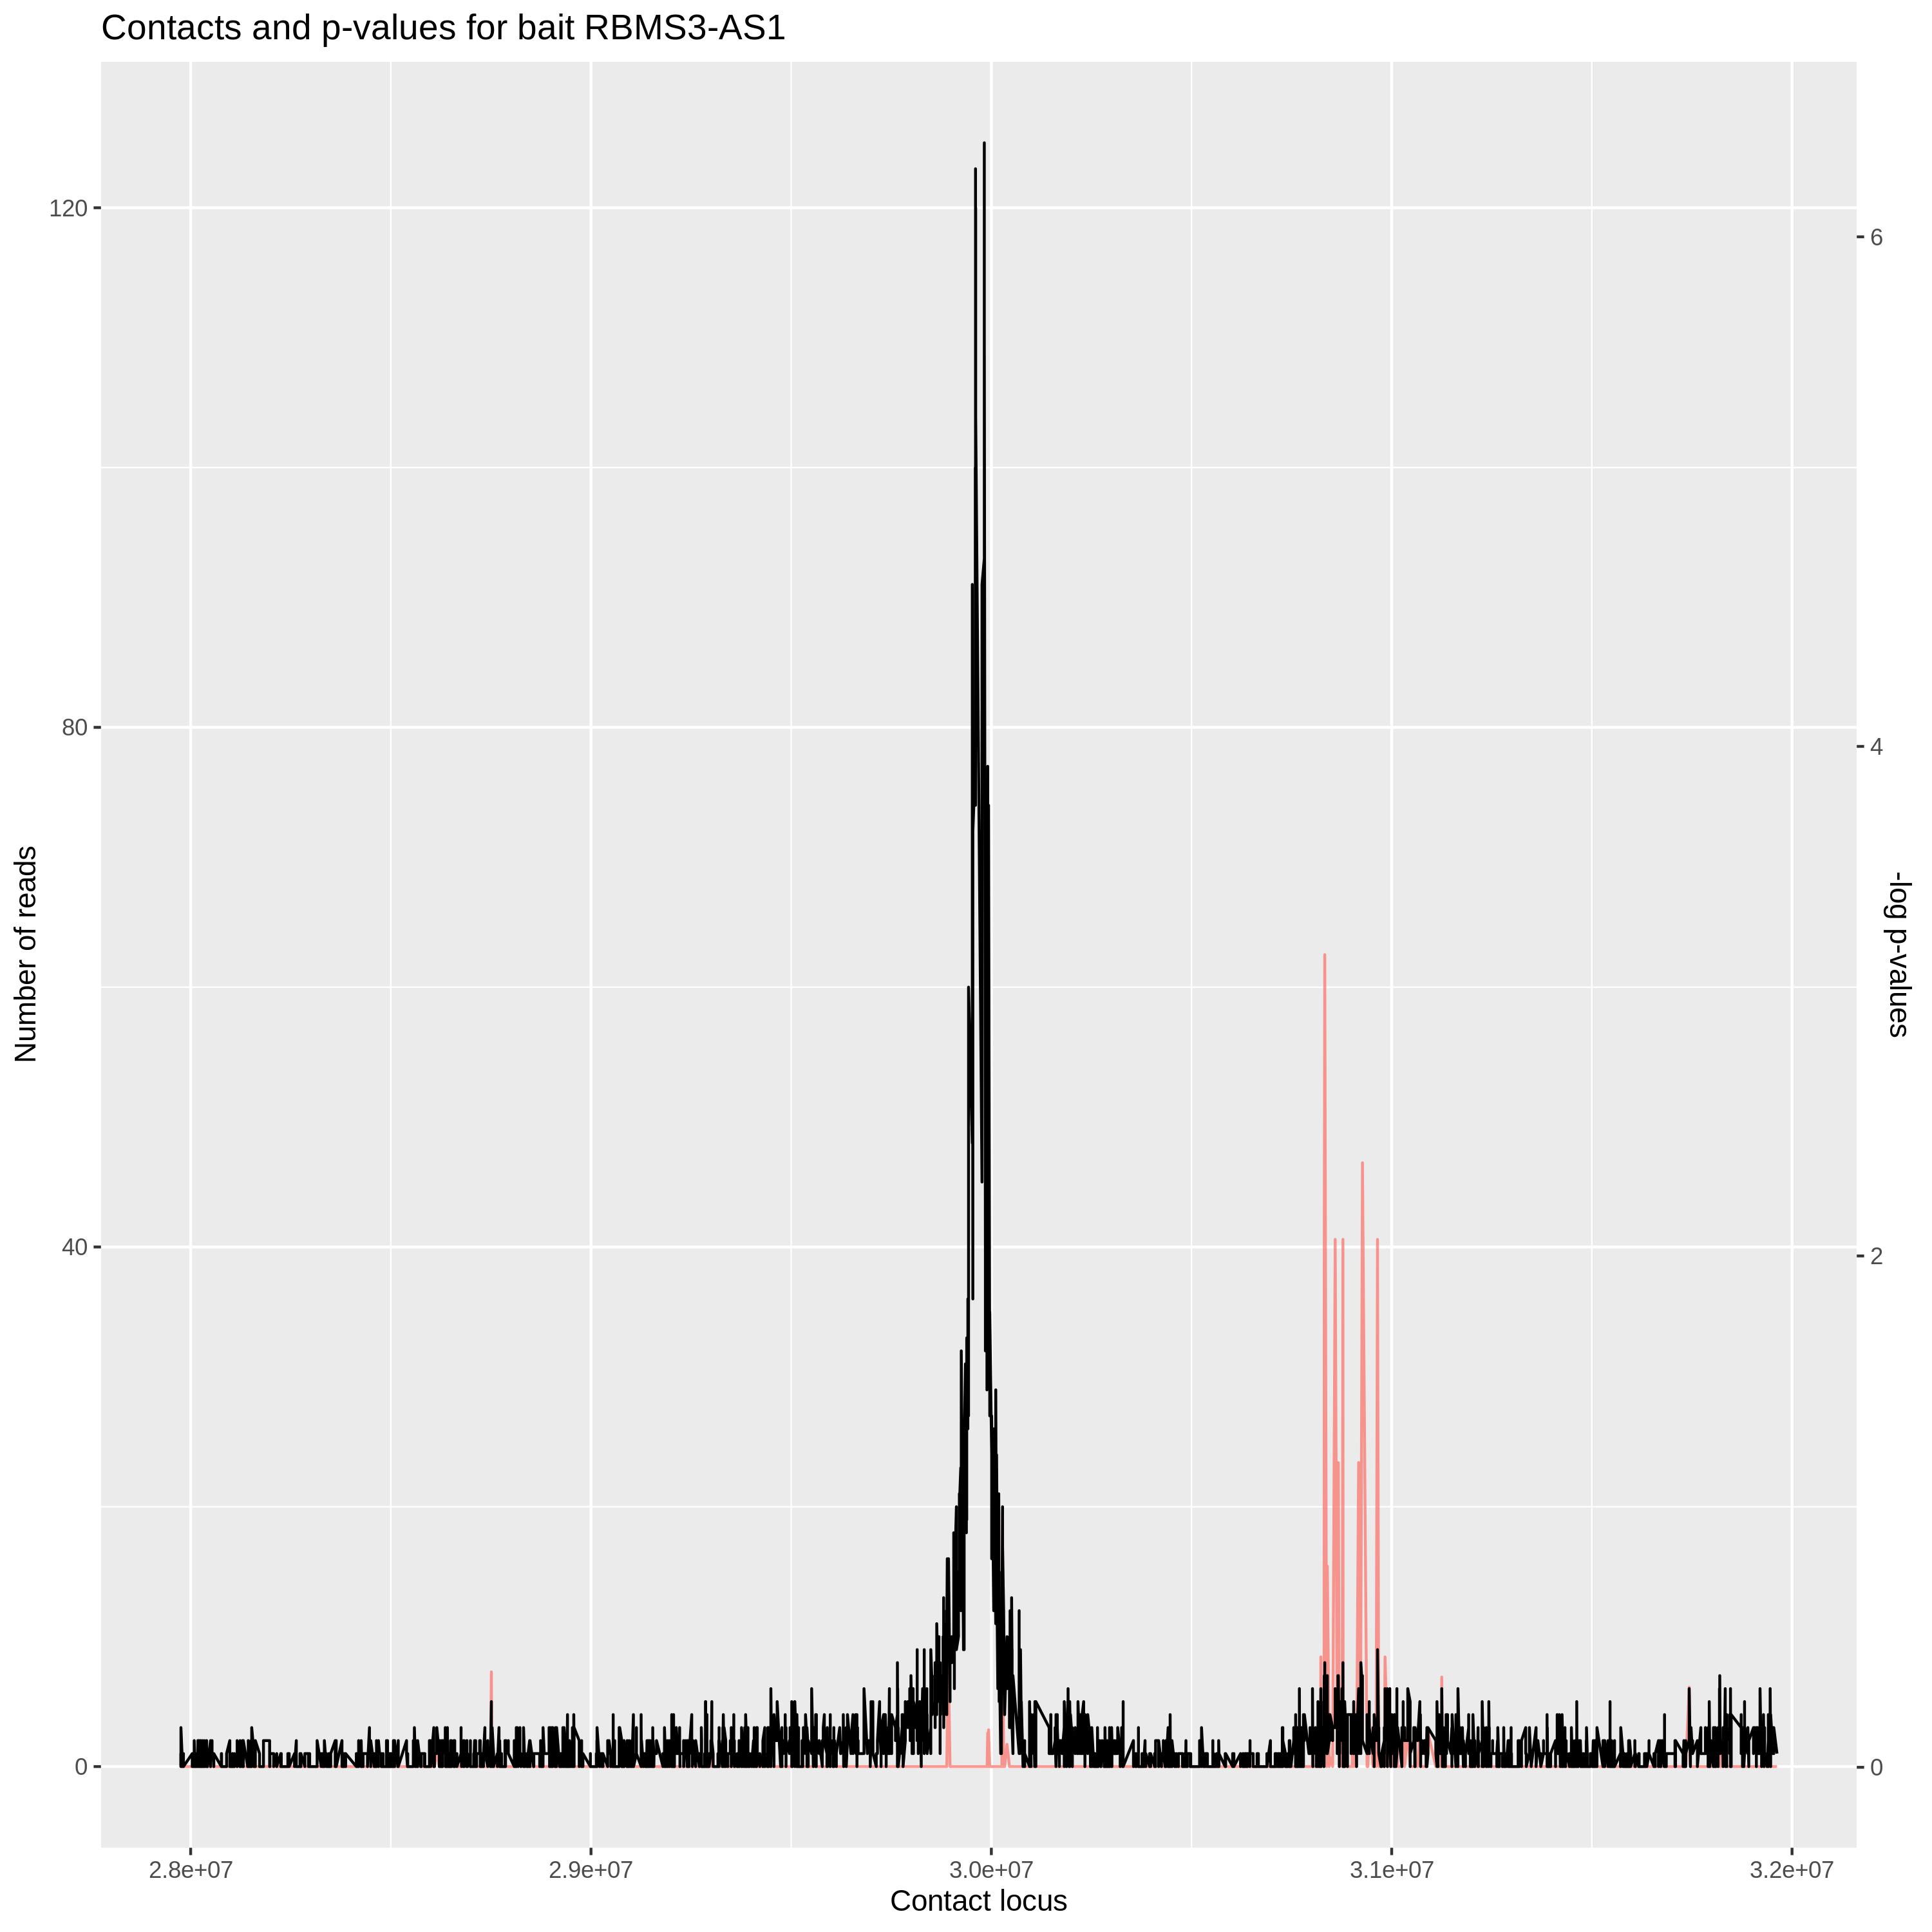 Contacts and p-values for bait RBMS3-AS1
120
80
40
0
6
4
2
0
Number of reads
-log p-values
2.8e+07
2.9e+07
3.0e+07
3.1e+07
3.2e+07
Contact locus